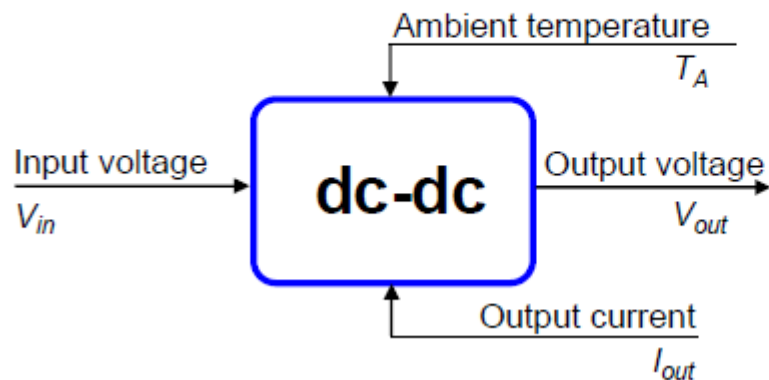 Ambient temperature
T_A
Input voltage
V_in
dc-dc
Output voltage
V_out
Output current
I_out